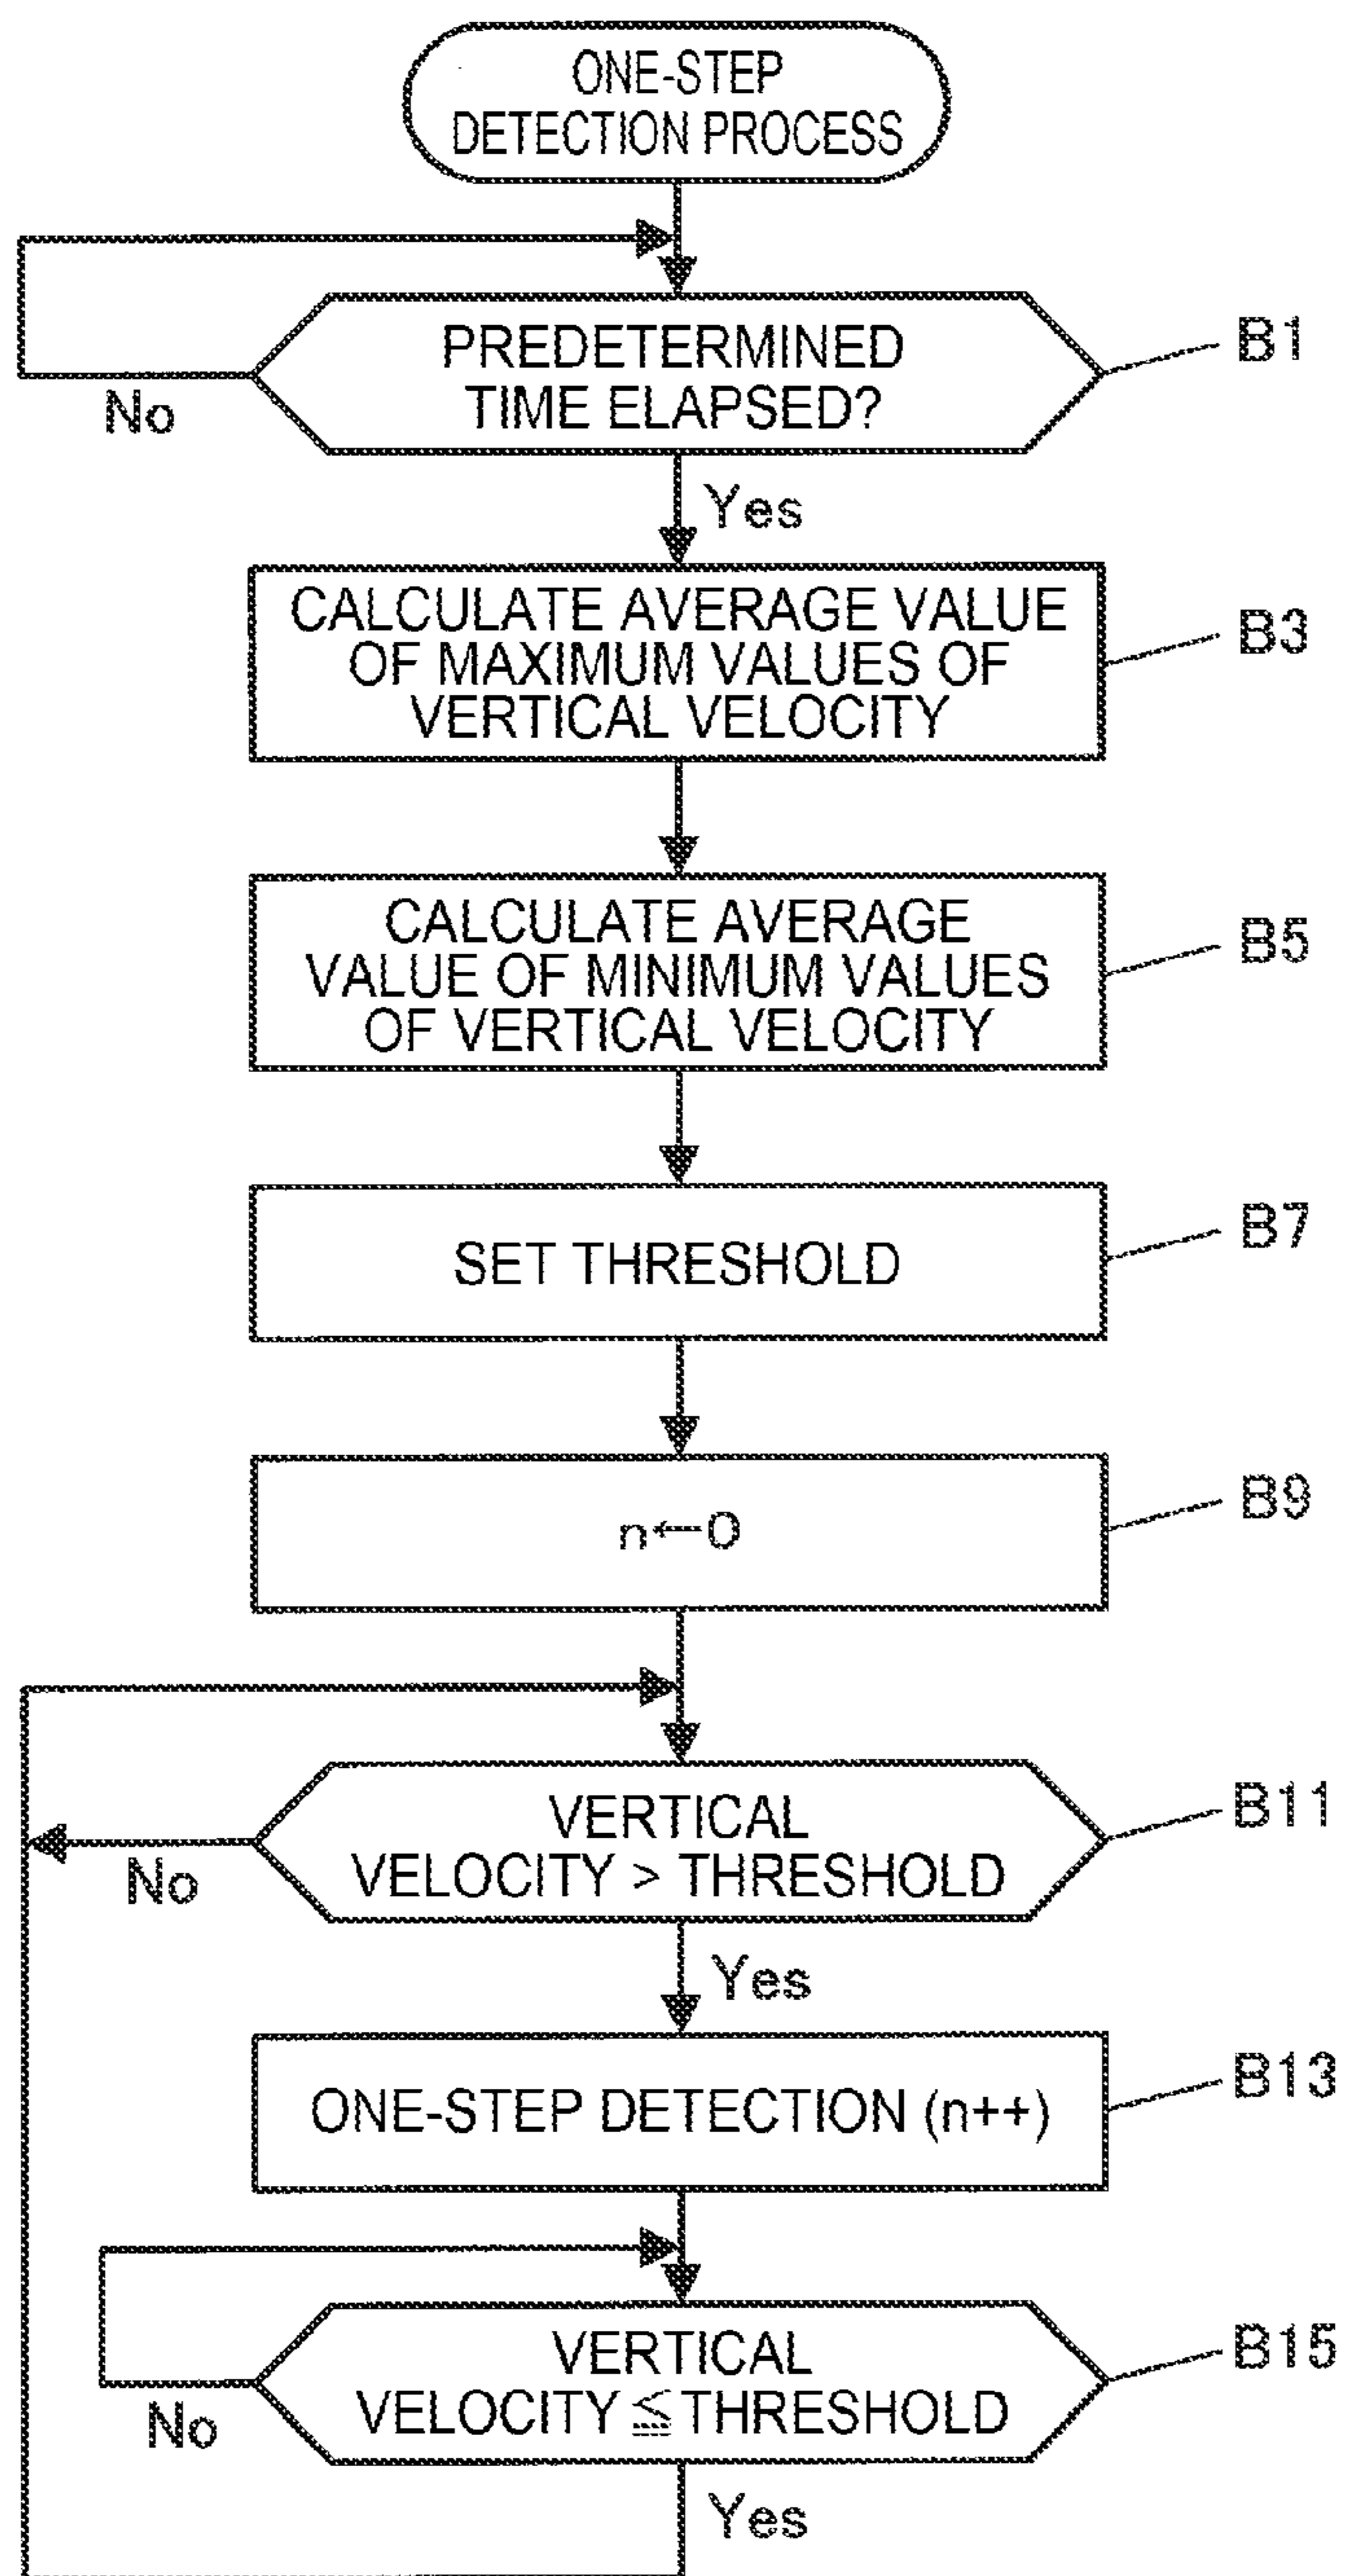 ONE-STEP
DETECTION PROCESS
PREDETERMINED
TIME ELAPSED?
B1
No
Yes
CALCULATE AVERAGE VALUE
OF MAXIMUM VALUES OF
VERTICAL VELOCITY
B3
CALCULATE AVERAGE
VALUE OF MINIMUM VALUES
OF VERTICAL VELOCITY
B5
SET THRESHOLD
B7
n←0
B9
VERTICAL
VELOCITY > THRESHOLD
B11
No
Yes
ONE-STEP DETECTION (n++)
B13
VERTICAL
VELOCITY ≦ THRESHOLD
B15
No
Yes